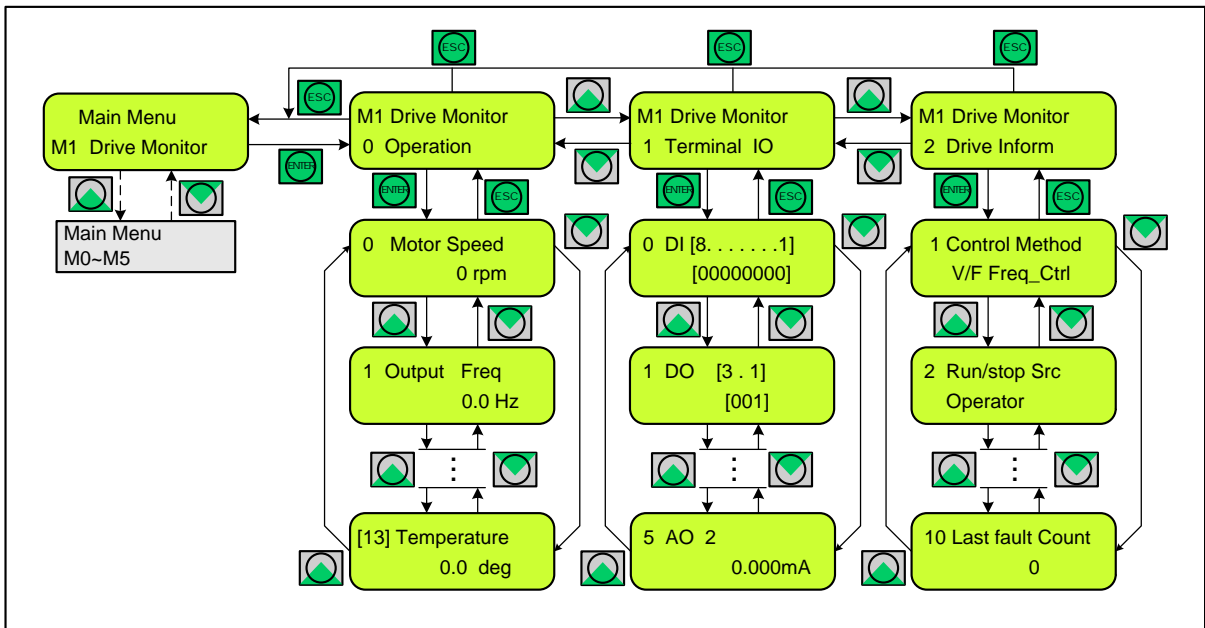 ESC
ESC
ESC
ESC
Main Menu
M1 Drive Monitor
ENTER
M1 Drive Monitor
0 Operation
M1 Drive Monitor
1 Terminal IO
M1 Drive Monitor
2 Drive Inform
Main Menu
M0~M5
ENTER
ESC
ENTER
ESC
ENTER
ESC
0 Motor Speed
0 rpm
0 DI [8. . . . . . .1]
[00000000]
1 Control Method
V/F Freq_Ctrl
1 Output Freq
0.0 Hz
1 DO [3 . 1]
[001]
2 Run/stop Src
Operator
[13] Temperature
0.0 deg
5 AO 2
0.000mA
10 Last fault Count
0